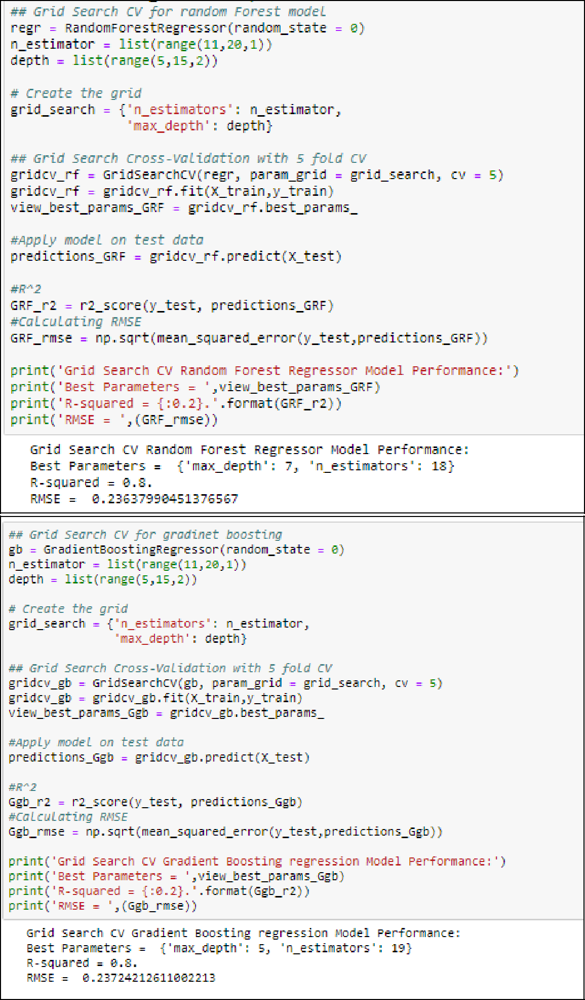 ## Grid Search CV for random Forest model
regr = RandomForestRegressor(random_state = 0)
n_estimator = list(range(11,20,1))
depth = list(range(5,15,2))
# Create the grid
grid_search = {'n_estimators': n_estimator,
'max_depth': depth}
## Grid Search Cross-Validation with 5 fold CV
gridcv_rf = GridSearchCV(regr, param_grid = grid_search, cv = 5)
gridcv_rf = gridcv_rf.fit(X_train,y_train)
view_best_params_GRF = gridcv_rf.best_params_
#Apply model on test data
predictions_GRF = gridcv_rf.predict(X_test)
#R^2
GRF_r2 = r2_score(y_test, predictions_GRF)
#Calculating RMSE
GRF_rmse = np.sqrt(mean_squared_error(y_test,predictions_GRF))
print('Grid Search CV Random Forest Regressor Model Performance:')
print('Best Parameters = ',view_best_params_GRF)
print('R-squared = {:0.2}.'.format(GRF_r2))
print('RMSE = ',(GRF_rmse))
Grid Search CV Random Forest Regressor Model Performance:
Best Parameters =  {'max_depth': 7, 'n_estimators': 18}
R-squared = 0.8.
RMSE =  0.23637990451376567
## Grid Search CV for gradinet boosting
gb = GradientBoostingRegressor(random_state = 0)
n_estimator = list(range(11,20,1))
depth = list(range(5,15,2))
# Create the grid
grid_search = {'n_estimators': n_estimator,
'max_depth': depth}
## Grid Search Cross-Validation with 5 fold CV
gridcv_gb = GridSearchCV(gb, param_grid = grid_search, cv = 5)
gridcv_gb = gridcv_gb.fit(X_train,y_train)
view_best_params_Ggb = gridcv_gb.best_params_
#Apply model on test data
predictions_Ggb = gridcv_gb.predict(X_test)
#R^2
Ggb_r2 = r2_score(y_test, predictions_Ggb)
#Calculating RMSE
Ggb_rmse = np.sqrt(mean_squared_error(y_test,predictions_Ggb))
print('Grid Search CV Gradient Boosting regression Model Performance:')
print('Best Parameters = ',view_best_params_Ggb)
print('R-squared = {:0.2}.'.format(Ggb_r2))
print('RMSE = ',(Ggb_rmse))
Grid Search CV Gradient Boosting regression Model Performance:
Best Parameters =  {'max_depth': 5, 'n_estimators': 19}
R-squared = 0.8.
RMSE =  0.23724212611002213